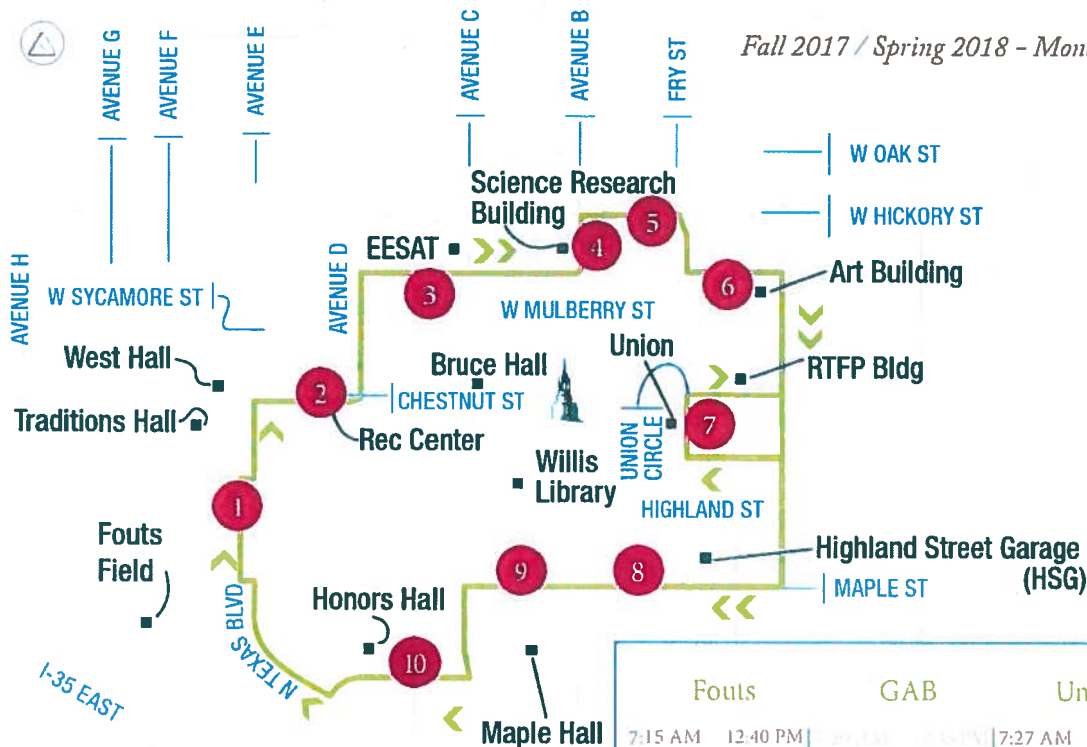 Fall 2017 / Spring 2018 –
AVENUE G
AVENUE F
AVENUE E
AVENUE C
AVENUE B
FRY ST
W OAK ST
W HICKORY ST
Science Research
Building
5
4
EESAT
3
6
Art Building
AVENUE H
W SYCAMORE ST
AVENUE D
W MULBERRY ST
West Hall
Bruce Hall
Union
RTFP Bldg
2
CHESTNUT ST
Traditions Hall
Rec Center
7
UNION
CIRCLE
Willis
Library
1
HIGHLAND ST
Fouts
Field
9
8
Highland Street Garage
(HSG)
MAPLE ST
Honors Hall
N TEXAS BLVD
10
I-35 EAST
Maple Hall
Fouts GAB
7:15 AM 12:40 PM 7:27 AM